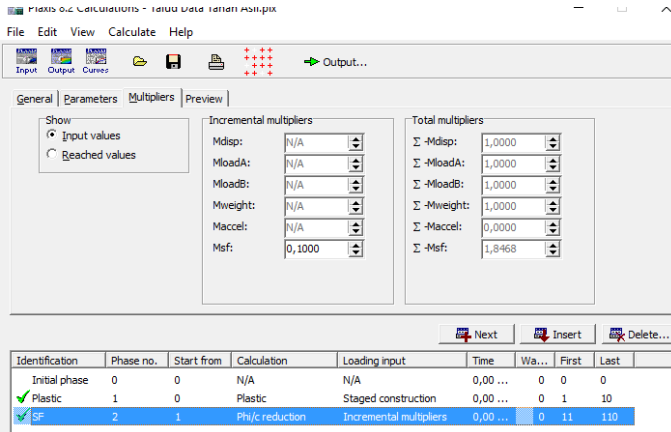 Plaxis 8.2 Calculations - Talud Data Tanah Asli.plx
File Edit View Calculate Help
Input Output Curves Output...
General Parameters Multipliers Preview
Show
Input values
Reached values
Incremental multipliers
Mdisp: N/A
MloadA: N/A
MloadB: N/A
Mweight: N/A
Maccel: N/A
Msf: 0,1000
Total multipliers
Σ -Mdisp: 1,0000
Σ -MloadA: 1,0000
Σ -MloadB: 1,0000
Σ -Mweight: 1,0000
Σ -Maccel: 0,0000
Σ -Msf: 1,8468
Next Insert Delete...
Identification Phase no. Start from Calculation Loading input Time Wa... First Last
Initial phase 0 0 N/A N/A 0,00 ... 0 0 0
Plastic 1 0 Plastic Staged construction 0,00 ... 0 1 10
SF 2 1 Phi/c reduction Incremental multipliers 0,00 ... 0 11 110